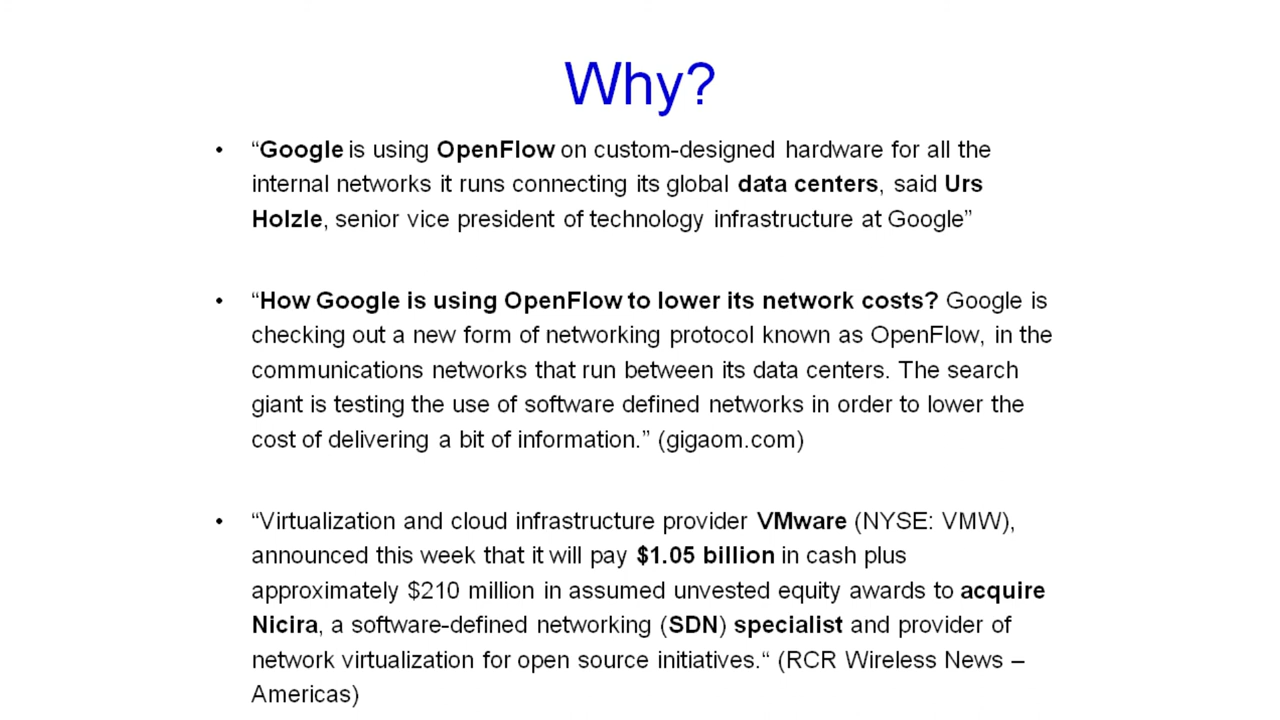 Why?
• “Google is using OpenFlow on custom-designed hardware for all the
internal networks it runs connecting its global data centers, said Urs
Holzle, senior vice president of technology infrastructure at Google”
• “How Google is using OpenFlow to lower its network costs? Google is
checking out a new form of networking protocol known as OpenFlow, in the
communications networks that run between its data centers. The search
giant is testing the use of software defined networks in order to lower the
cost of delivering a bit of information.” (gigaom.com)
• “Virtualization and cloud infrastructure provider VMware (NYSE: VMW),
announced this week that it will pay $1.05 billion in cash plus
approximately $210 million in assumed unvested equity awards to acquire
Nicira, a software-defined networking (SDN) specialist and provider of
network virtualization for open source initiatives.“ (RCR Wireless News –
Americas)